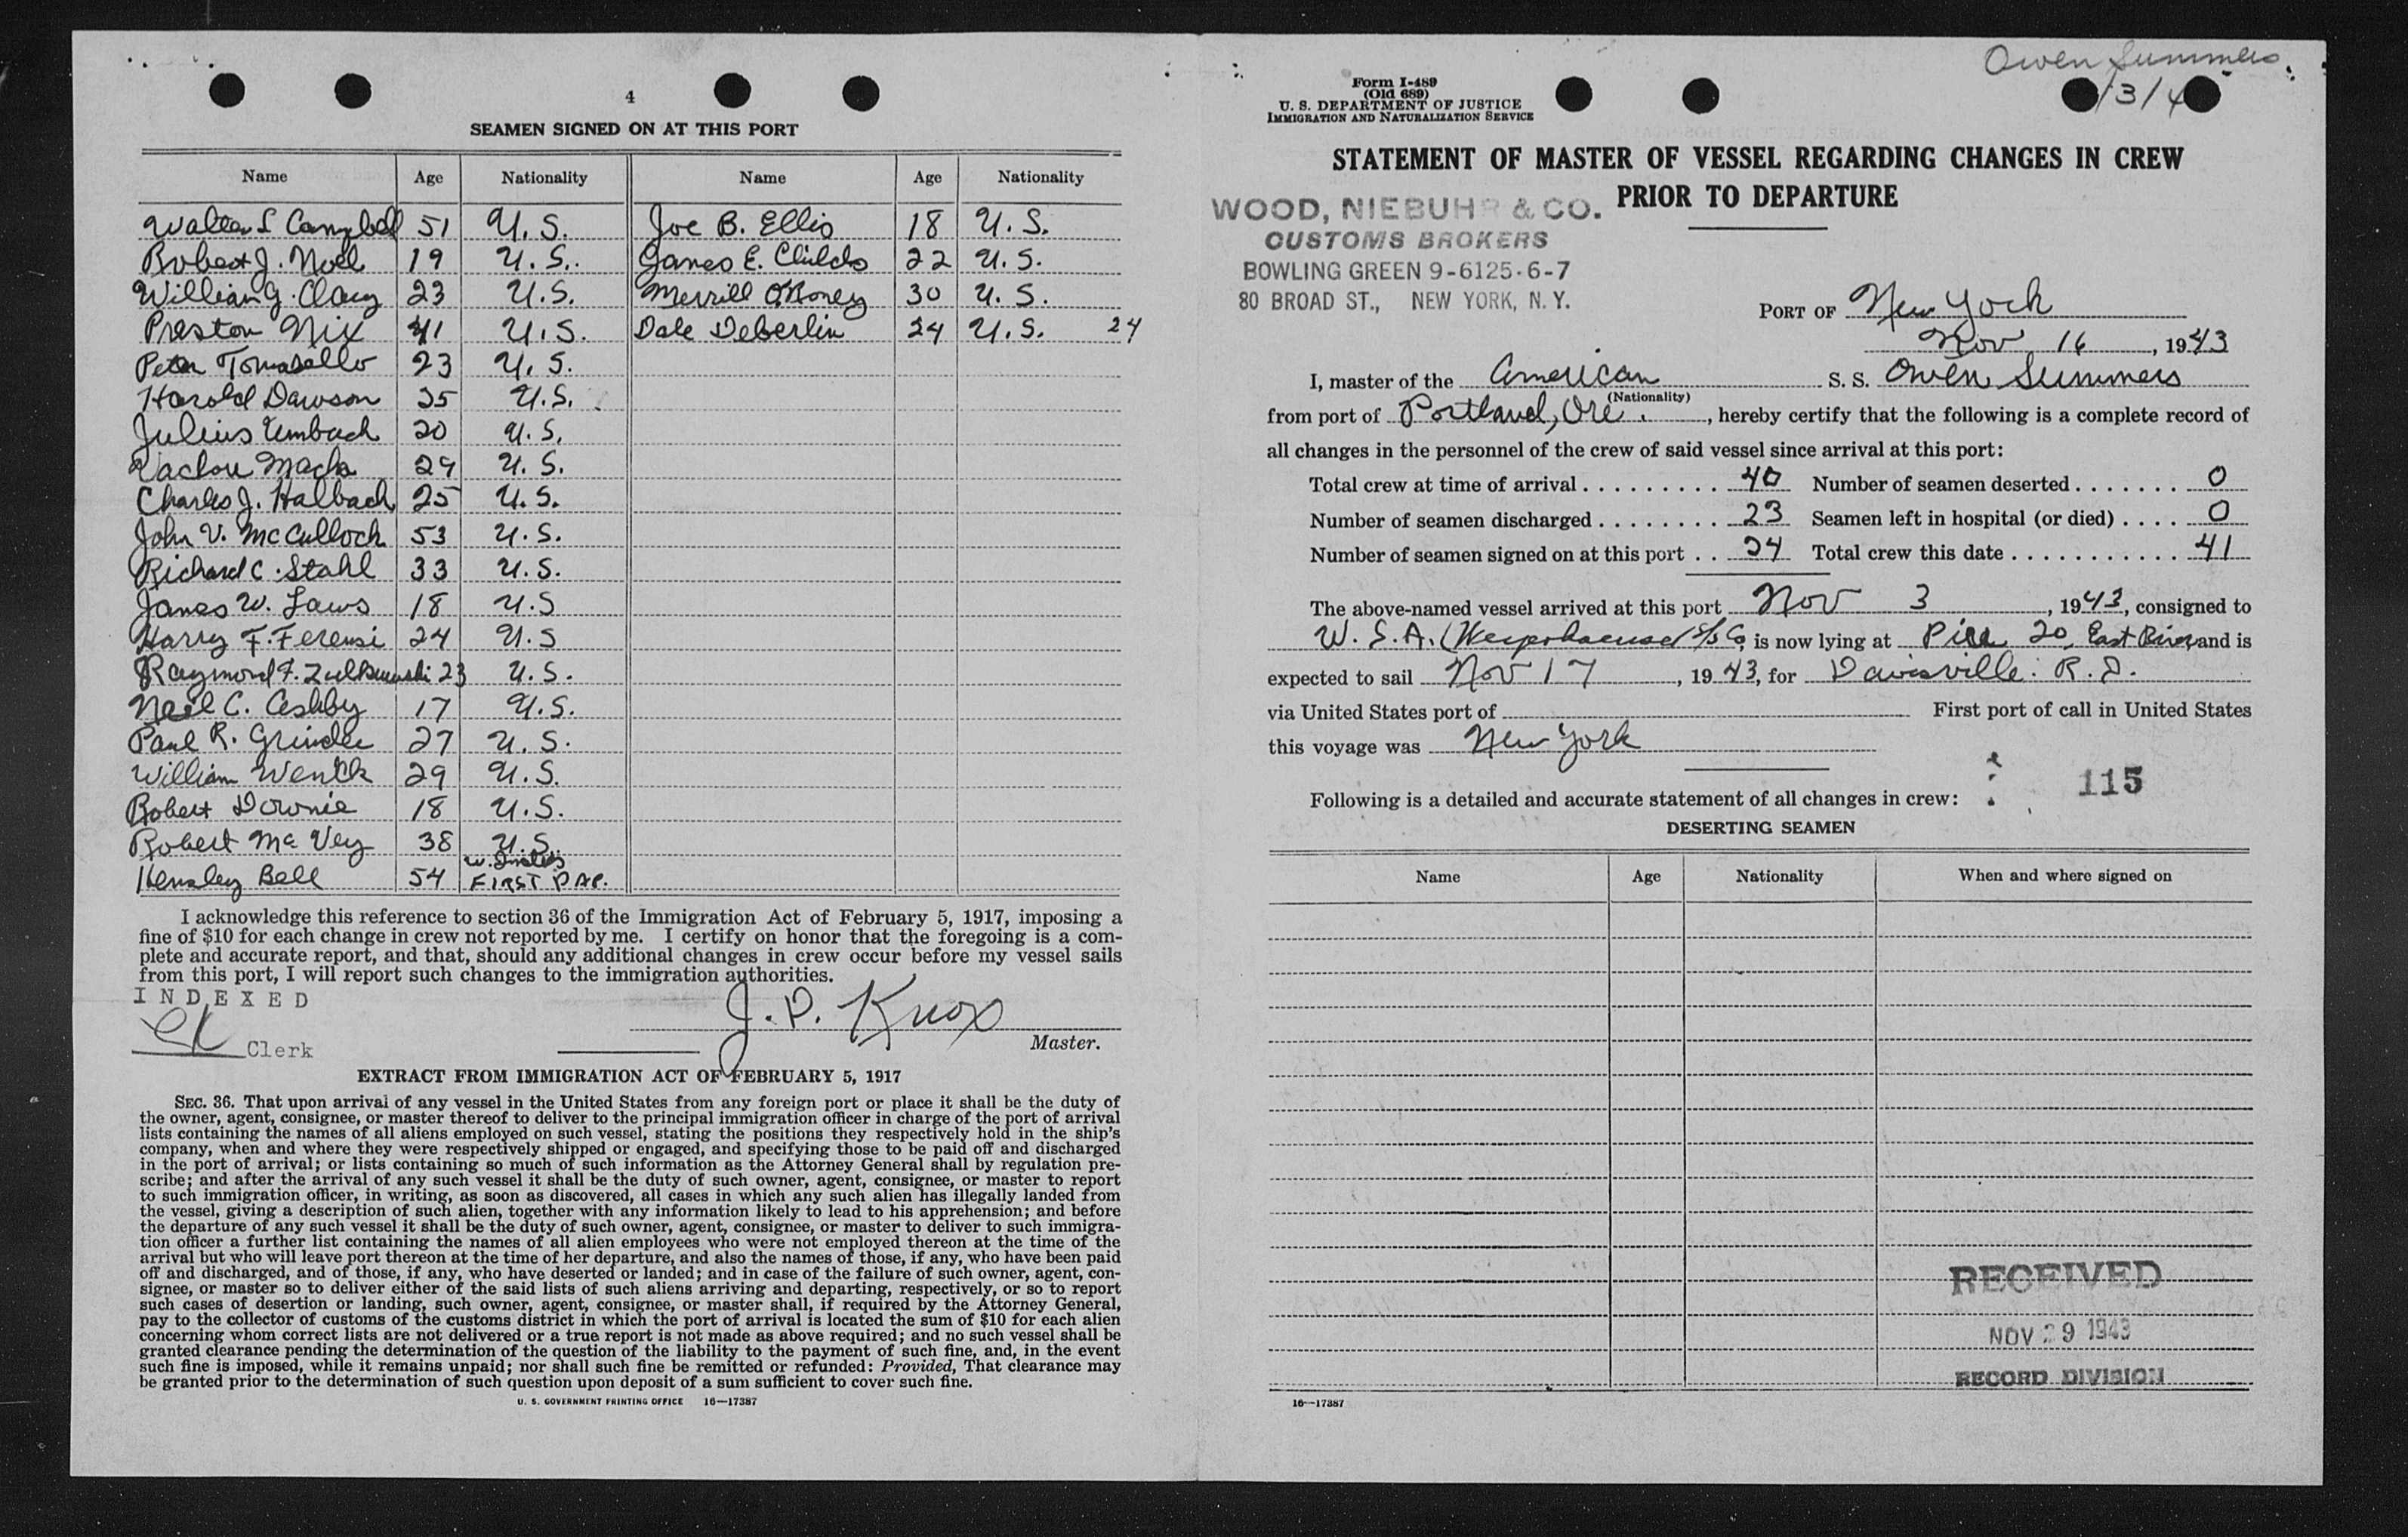 4
SEAMEN SIGNED ON AT THIS PORT
Name Age Nationality Name Age Nationality
Walter S Campbell 51 U.S. Joe B. Ellis 18 U.S.
Robert J. Noel 19 U.S. James E. Childs 22 U.S.
William J. 23 U.S. Merrill O'Roney 30 U.S.
Preston Nix 41 U.S. Dale Deberlin 24 U.S. 24
Peter Tomasello 23 U.S.
Harold Dawson 25 U.S.
Julius Umbach 20 U.S.
29 U.S.
Charles J. Halbach 25 U.S.
John V. McCulloch 53 U.S.
Richard C. Stahl 33 U.S.
James W. Laws 18 U.S
Harry F. Ferensi 24 U.S
Raymond F. 23 U.S.
Neil C. Ashby 17 U.S.
Paul R. Grindle 27 U.S.
William Wenck 29 U.S.
Robert Downie 18 U.S.
Robert McVey 38 U.S.
W. Indies
Hensley Bell 54 FIRST PAP.
I acknowledge this reference to section 36 of the Immigration Act of February 5, 1917, imposing a
fine of $10 for each change in crew not reported by me. I certify on honor that the foregoing is a com-
plete and accurate report, and that, should any additional changes in crew occur before my vessel sails
from this port, I will report such changes to the immigration authorities.
INDEXED
J. D. Knox
Clerk Master.
EXTRACT FROM IMMIGRATION ACT OF FEBRUARY 5, 1917
SEC. 36. That upon arrival of any vessel in the United States from any foreign port or place it shall be the duty of
the owner, agent, consignee, or master thereof to deliver to the principal immigration officer in charge of the port of arrival
lists containing the names of all aliens employed on such vessel, stating the positions they respectively hold in the ship's
company, when and where they were respectively shipped or engaged, and specifying those to be paid off and discharged
in the port of arrival; or lists containing so much of such information as the Attorney General shall by regulation pre-
scribe; and after the arrival of any such vessel it shall be the duty of such owner, agent, consignee, or master to report
to such immigration officer, in writing, as soon as discovered, all cases in which any such alien has illegally landed from
the vessel, giving a description of such alien, together with any information likely to lead to his apprehension; and before
the departure of any such vessel it shall be the duty of such owner, agent, consignee, or master to deliver to such immigra-
tion officer a further list containing the names of all alien employees who were not employed thereon at the time of the
arrival but who will leave port thereon at the time of her departure, and also the names of those, if any, who have been paid
off and discharged, and of those, if any, who have deserted or landed; and in case of the failure of such owner, agent, con-
signee, or master so to deliver either of the said lists of such aliens arriving and departing, respectively, or so to report
such cases of desertion or landing, such owner, agent, consignee, or master shall, if required by the Attorney General,
pay to the collector of customs of the customs district in which the port of arrival is located the sum of $10 for each alien
concerning whom correct lists are not delivered or a true report is not made as above required; and no such vessel shall be
granted clearance pending the determination of the question of the liability to the payment of such fine, and, in the event
such fine is imposed, while it remains unpaid; nor shall such fine be remitted or refunded: Provided, That clearance may
be granted prior to the determination of such question upon deposit of a sum sufficient to cover such fine.
U. S. GOVERNMENT PRINTING OFFICE 16—17387
Owen Summers
Form I-489
(Old 689)
U. S. DEPARTMENT OF JUSTICE
IMMIGRATION AND NATURALIZATION SERVICE
STATEMENT OF MASTER OF VESSEL REGARDING CHANGES IN CREW
PRIOR TO DEPARTURE
WOOD, NIEBUHR & CO.
CUSTOMS BROKERS
BOWLING GREEN 9-6125-6-7
80 BROAD ST., NEW YORK, N. Y.
PORT OF New York
Nov 16, 1943
I, master of the American S. S. Owen Summers
(Nationality)
from port of Portland, Ore., hereby certify that the following is a complete record of
all changes in the personnel of the crew of said vessel since arrival at this port:
Total crew at time of arrival . . . . . . . . . 40 Number of seamen deserted . . . . . . . 0
Number of seamen discharged . . . . . . . . 23 Seamen left in hospital (or died) . . . . 0
Number of seamen signed on at this port . . 24 Total crew this date . . . . . . . . . . . 41
The above-named vessel arrived at this port Nov 3, 1943, consigned to
W. S. A. (Weyerhaeuser S/S Co, is now lying at Pier 20, East River, and is
expected to sail Nov 17, 1943, for Davisville. R.I.
via United States port of First port of call in United States
this voyage was New York
115
Following is a detailed and accurate statement of all changes in crew:
DESERTING SEAMEN
Name Age Nationality When and where signed on
RECEIVED
NOV 29 1943
RECORD DIVISION
16—17387